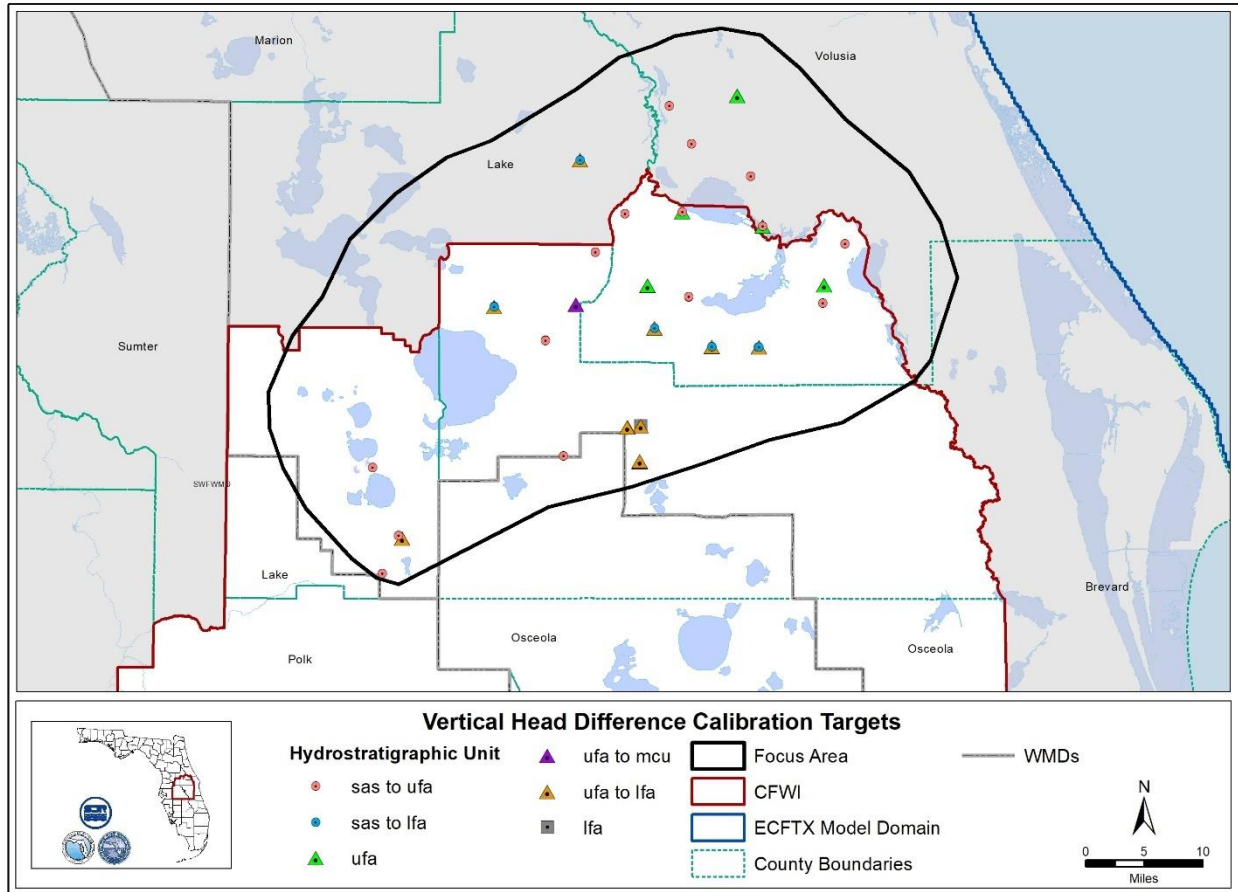 Marion
Volusia
Lake
Sumter
SWFWMD
Lake
Brevard
Osceola
Osceola
Polk
Vertical Head Difference Calibration Targets
Hydrostratigraphic Unit
sas to ufa
sas to lfa
ufa
ufa to mcu
ufa to lfa
lfa
Focus Area
CFWI
ECFTX Model Domain
County Boundaries
WMDs
N
0 5 10
Miles